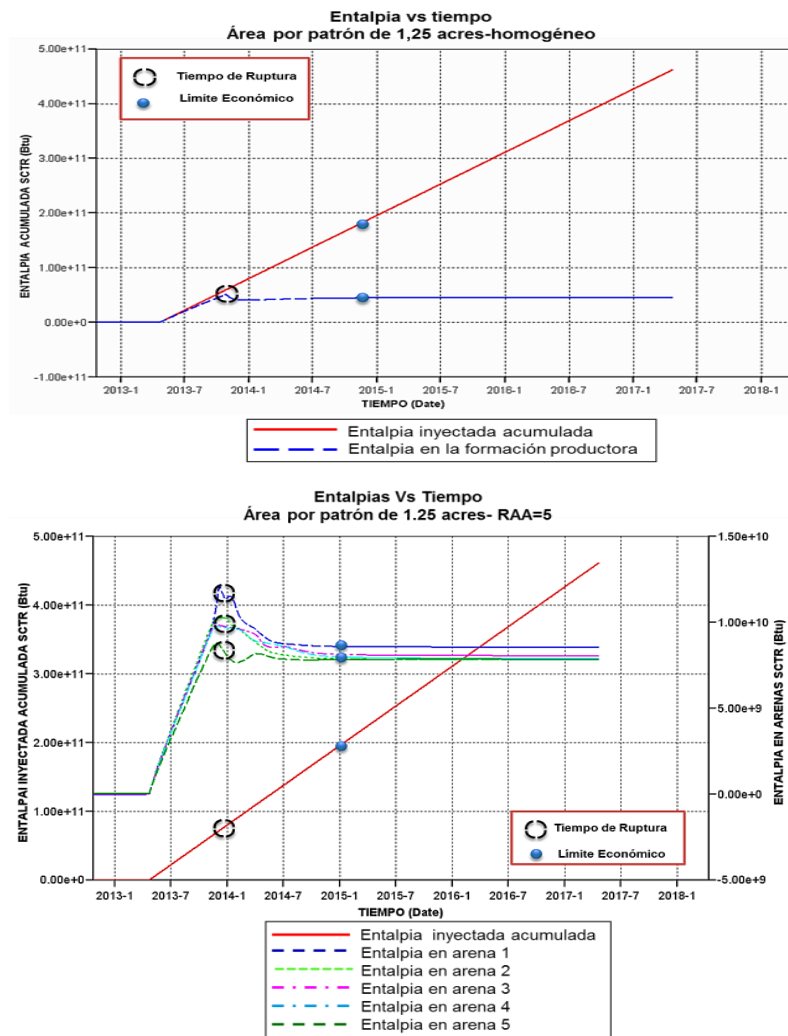 Entalpia vs tiempo
Área por patrón de 1,25 acres-homogéneo
ENTALPIA ACUMULADA SCTR (Btu)
5.00e+11
4.00e+11
3.00e+11
2.00e+11
1.00e+11
0.00e+0
-1.00e+11
Tiempo de Ruptura
Limite Económico
2013-1 2013-7 2014-1 2014-7 2015-1 2015-7 2016-1 2016-7 2017-1 2017-7 2018-1
TIEMPO (Date)
Entalpia inyectada acumulada
Entalpia en la formación productora
Entalpias Vs Tiempo
Área por patrón de 1.25 acres- RAA=5
ENTALPAI INYECTADA ACUMULADA SCTR (Btu)
5.00e+11
4.00e+11
3.00e+11
2.00e+11
1.00e+11
0.00e+0
1.50e+10
1.00e+10
5.00e+9
0.00e+0
-5.00e+9
ENTALPIA EN ARENAS SCTR (Btu)
Tiempo de Ruptura
Límite Económico
2013-1 2013-7 2014-1 2014-7 2015-1 2015-7 2016-1 2016-7 2017-1 2017-7 2018-1
TIEMPO (Date)
Entalpia inyectada acumulada
Entalpia en arena 1
Entalpia en arena 2
Entalpia en arena 3
Entalpia en arena 4
Entalpia en arena 5